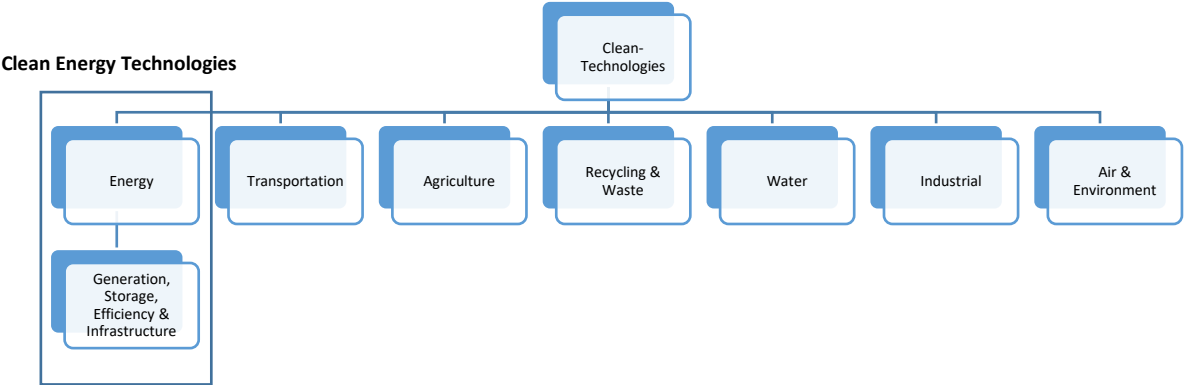 Clean-
Technologies
Clean Energy Technologies
Energy
Transportation
Agriculture
Recycling &
Waste
Water
Industrial
Air &
Environment
Generation,
Storage,
Efficiency &
Infrastructure